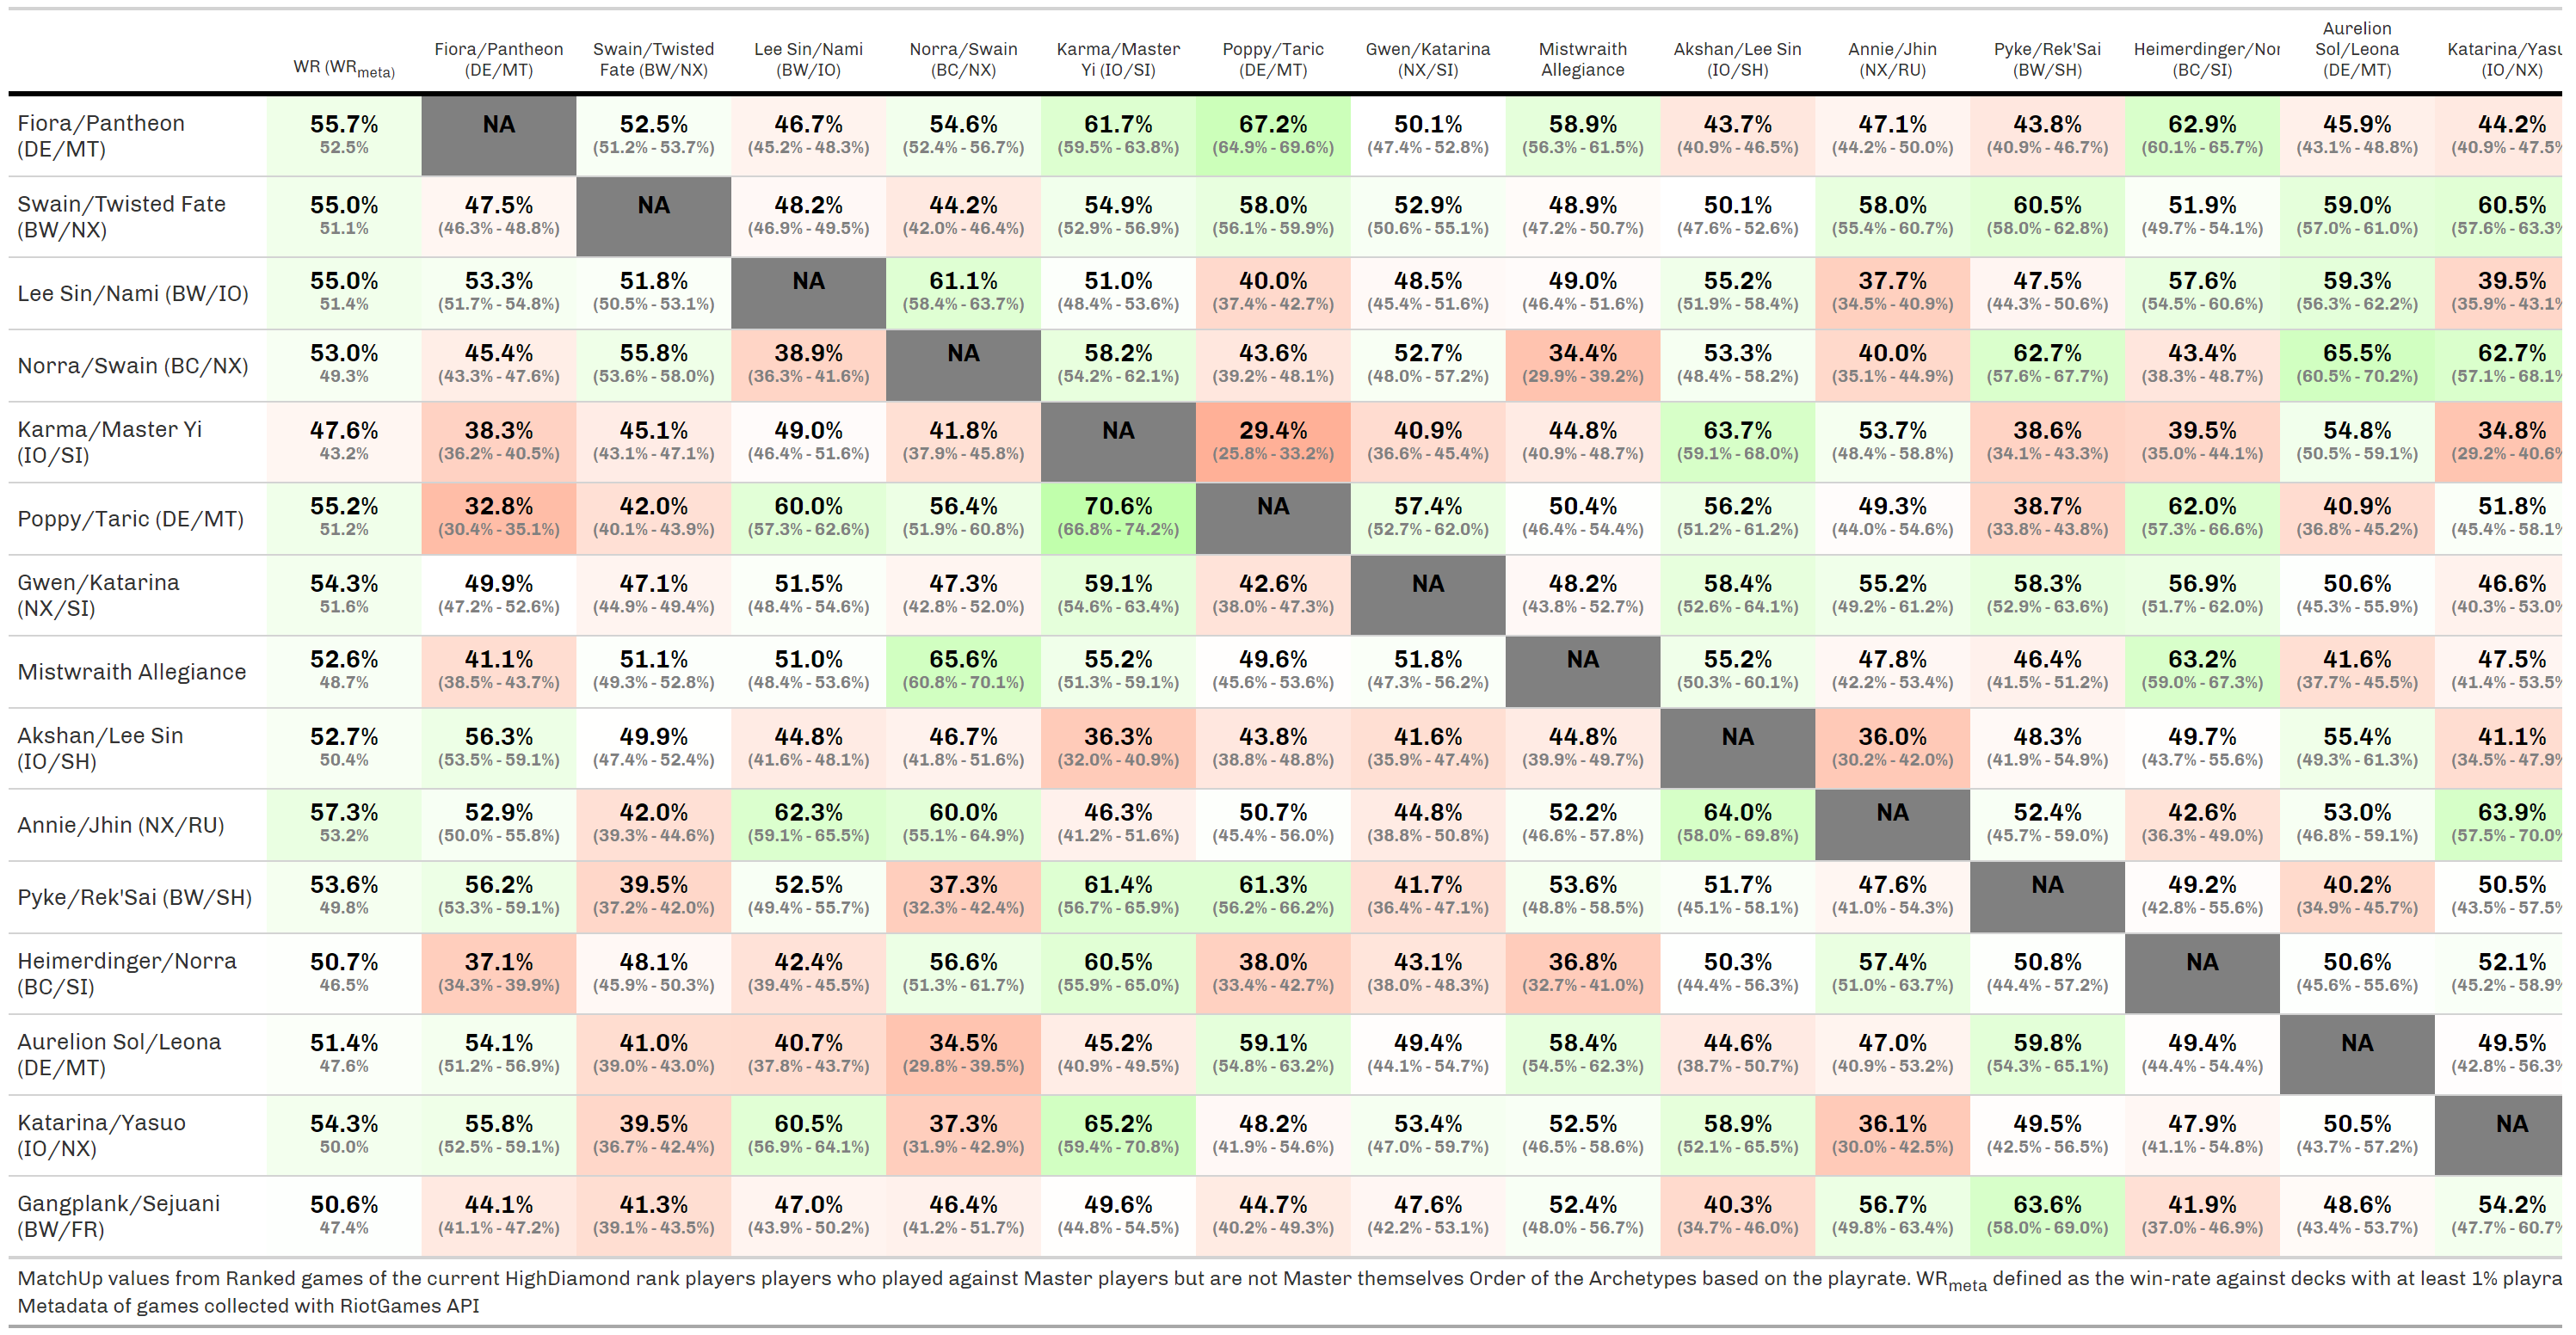 WR (WRmeta) Fiora/Pantheon (DE/MT) Swain/Twisted Fate (BW/NX) Lee Sin/Nami (BW/IO) Norra/Swain (BC/NX) Karma/Master Yi (IO/SI) Poppy/Taric (DE/MT) Gwen/Katarina (NX/SI) Mistwraith Allegiance Akshan/Lee Sin (IO/SH) Annie/Jhin (NX/RU) Pyke/Rek'Sai (BW/SH) Heimerdinger/Nor (BC/SI) Aurelion Sol/Leona (DE/MT) Katarina/Yasu (IO/NX)
Fiora/Pantheon 55.7% NA 52.5% 46.7% 54.6% 61.7% 67.2% 50.1% 58.9% 43.7% 47.1% 43.8% 62.9% 45.9% 44.2%
(DE/MT) 52.5% (51.2% - 53.7%) (45.2% - 48.3%) (52.4% - 56.7%) (59.5% - 63.8%) (64.9% - 69.6%) (47.4% - 52.8%) (56.3% - 61.5%) (40.9% - 46.5%) (44.2% - 50.0%) (40.9% - 46.7%) (60.1% - 65.7%) (43.1% - 48.8%) (40.9% - 47.5%
Swain/Twisted Fate 55.0% 47.5% NA 48.2% 44.2% 54.9% 58.0% 52.9% 48.9% 50.1% 58.0% 60.5% 51.9% 59.0% 60.5%
(BW/NX) 51.1% (46.3% - 48.8%) (46.9% - 49.5%) (42.0% - 46.4%) (52.9% - 56.9%) (56.1% - 59.9%) (50.6% - 55.1%) (47.2% - 50.7%) (47.6% - 52.6%) (55.4% - 60.7%) (58.0% - 62.8%) (49.7% - 54.1%) (57.0% - 61.0%) (57.6% - 63.3%
Lee Sin/Nami (BW/IO) 55.0% 53.3% 51.8% NA 61.1% 51.0% 40.0% 48.5% 49.0% 55.2% 37.7% 47.5% 57.6% 59.3% 39.5%
51.4% (51.7% - 54.8%) (50.5% - 53.1%) (58.4% - 63.7%) (48.4% - 53.6%) (37.4% - 42.7%) (45.4% - 51.6%) (46.4% - 51.6%) (51.9% - 58.4%) (34.5% - 40.9%) (44.3% - 50.6%) (54.5% - 60.6%) (56.3% - 62.2%) (35.9% - 43.1%
Norra/Swain (BC/NX) 53.0% 45.4% 55.8% 38.9% NA 58.2% 43.6% 52.7% 34.4% 53.3% 40.0% 62.7% 43.4% 65.5% 62.7%
49.3% (43.3% - 47.6%) (53.6% - 58.0%) (36.3% - 41.6%) (54.2% - 62.1%) (39.2% - 48.1%) (48.0% - 57.2%) (29.9% - 39.2%) (48.4% - 58.2%) (35.1% - 44.9%) (57.6% - 67.7%) (38.3% - 48.7%) (60.5% - 70.2%) (57.1% - 68.1%
Karma/Master Yi 47.6% 38.3% 45.1% 49.0% 41.8% NA 29.4% 40.9% 44.8% 63.7% 53.7% 38.6% 39.5% 54.8% 34.8%
(IO/SI) 43.2% (36.2% - 40.5%) (43.1% - 47.1%) (46.4% - 51.6%) (37.9% - 45.8%) (25.8% - 33.2%) (36.6% - 45.4%) (40.9% - 48.7%) (59.1% - 68.0%) (48.4% - 58.8%) (34.1% - 43.3%) (35.0% - 44.1%) (50.5% - 59.1%) (29.2% - 40.6%
Poppy/Taric (DE/MT) 55.2% 32.8% 42.0% 60.0% 56.4% 70.6% NA 57.4% 50.4% 56.2% 49.3% 38.7% 62.0% 40.9% 51.8%
51.2% (30.4% - 35.1%) (40.1% - 43.9%) (57.3% - 62.6%) (51.9% - 60.8%) (66.8% - 74.2%) (52.7% - 62.0%) (46.4% - 54.4%) (51.2% - 61.2%) (44.0% - 54.6%) (33.8% - 43.8%) (57.3% - 66.6%) (36.8% - 45.2%) (45.4% - 58.1%
Gwen/Katarina 54.3% 49.9% 47.1% 51.5% 47.3% 59.1% 42.6% NA 48.2% 58.4% 55.2% 58.3% 56.9% 50.6% 46.6%
(NX/SI) 51.6% (47.2% - 52.6%) (44.9% - 49.4%) (48.4% - 54.6%) (42.8% - 52.0%) (54.6% - 63.4%) (38.0% - 47.3%) (43.8% - 52.7%) (52.6% - 64.1%) (49.2% - 61.2%) (52.9% - 63.6%) (51.7% - 62.0%) (45.3% - 55.9%) (40.3% - 53.0%
Mistwraith Allegiance 52.6% 41.1% 51.1% 51.0% 65.6% 55.2% 49.6% 51.8% NA 55.2% 47.8% 46.4% 63.2% 41.6% 47.5%
48.7% (38.5% - 43.7%) (49.3% - 52.8%) (48.4% - 53.6%) (60.8% - 70.1%) (51.3% - 59.1%) (45.6% - 53.6%) (47.3% - 56.2%) (50.3% - 60.1%) (42.2% - 53.4%) (41.5% - 51.2%) (59.0% - 67.3%) (37.7% - 45.5%) (41.4% - 53.5%
Akshan/Lee Sin 52.7% 56.3% 49.9% 44.8% 46.7% 36.3% 43.8% 41.6% 44.8% NA 36.0% 48.3% 49.7% 55.4% 41.1%
(IO/SH) 50.4% (53.5% - 59.1%) (47.4% - 52.4%) (41.6% - 48.1%) (41.8% - 51.6%) (32.0% - 40.9%) (38.8% - 48.8%) (35.9% - 47.4%) (39.9% - 49.7%) (30.2% - 42.0%) (41.9% - 54.9%) (43.7% - 55.6%) (49.3% - 61.3%) (34.5% - 47.9%
Annie/Jhin (NX/RU) 57.3% 52.9% 42.0% 62.3% 60.0% 46.3% 50.7% 44.8% 52.2% 64.0% NA 52.4% 42.6% 53.0% 63.9%
53.2% (50.0% - 55.8%) (39.3% - 44.6%) (59.1% - 65.5%) (55.1% - 64.9%) (41.2% - 51.6%) (45.4% - 56.0%) (38.8% - 50.8%) (46.6% - 57.8%) (58.0% - 69.8%) (45.7% - 59.0%) (36.3% - 49.0%) (46.8% - 59.1%) (57.5% - 70.0%
Pyke/Rek'Sai (BW/SH) 53.6% 56.2% 39.5% 52.5% 37.3% 61.4% 61.3% 41.7% 53.6% 51.7% 47.6% NA 49.2% 40.2% 50.5%
49.8% (53.3% - 59.1%) (37.2% - 42.0%) (49.4% - 55.7%) (32.3% - 42.4%) (56.7% - 65.9%) (56.2% - 66.2%) (36.4% - 47.1%) (48.8% - 58.5%) (45.1% - 58.1%) (41.0% - 54.3%) (42.8% - 55.6%) (34.9% - 45.7%) (43.5% - 57.5%
Heimerdinger/Norra 50.7% 37.1% 48.1% 42.4% 56.6% 60.5% 38.0% 43.1% 36.8% 50.3% 57.4% 50.8% NA 50.6% 52.1%
(BC/SI) 46.5% (34.3% - 39.9%) (45.9% - 50.3%) (39.4% - 45.5%) (51.3% - 61.7%) (55.9% - 65.0%) (33.4% - 42.7%) (38.0% - 48.3%) (32.7% - 41.0%) (44.4% - 56.3%) (51.0% - 63.7%) (44.4% - 57.2%) (45.6% - 55.6%) (45.2% - 58.9%
Aurelion Sol/Leona 51.4% 54.1% 41.0% 40.7% 34.5% 45.2% 59.1% 49.4% 58.4% 44.6% 47.0% 59.8% 49.4% NA 49.5%
(DE/MT) 47.6% (51.2% - 56.9%) (39.0% - 43.0%) (37.8% - 43.7%) (29.8% - 39.5%) (40.9% - 49.5%) (54.8% - 63.2%) (44.1% - 54.7%) (54.5% - 62.3%) (38.7% - 50.7%) (40.9% - 53.2%) (54.3% - 65.1%) (44.4% - 54.4%) (42.8% - 56.3%
Katarina/Yasuo 54.3% 55.8% 39.5% 60.5% 37.3% 65.2% 48.2% 53.4% 52.5% 58.9% 36.1% 49.5% 47.9% 50.5% NA
(IO/NX) 50.0% (52.5% - 59.1%) (36.7% - 42.4%) (56.9% - 64.1%) (31.9% - 42.9%) (59.4% - 70.8%) (41.9% - 54.6%) (47.0% - 59.7%) (46.5% - 58.6%) (52.1% - 65.5%) (30.0% - 42.5%) (42.5% - 56.5%) (41.1% - 54.8%) (43.7% - 57.2%)
Gangplank/Sejuani 50.6% 44.1% 41.3% 47.0% 46.4% 49.6% 44.7% 47.6% 52.4% 40.3% 56.7% 63.6% 41.9% 48.6% 54.2%
(BW/FR) 47.4% (41.1% - 47.2%) (39.1% - 43.5%) (43.9% - 50.2%) (41.2% - 51.7%) (44.8% - 54.5%) (40.2% - 49.3%) (42.2% - 53.1%) (48.0% - 56.7%) (34.7% - 46.0%) (49.8% - 63.4%) (58.0% - 69.0%) (37.0% - 46.9%) (43.4% - 53.7%) (47.7% - 60.7%
MatchUp values from Ranked games of the current HighDiamond rank players players who played against Master players but are not Master themselves Order of the Archetypes based on the playrate. WRmeta defined as the win-rate against decks with at least 1% playra
Metadata of games collected with RiotGames API